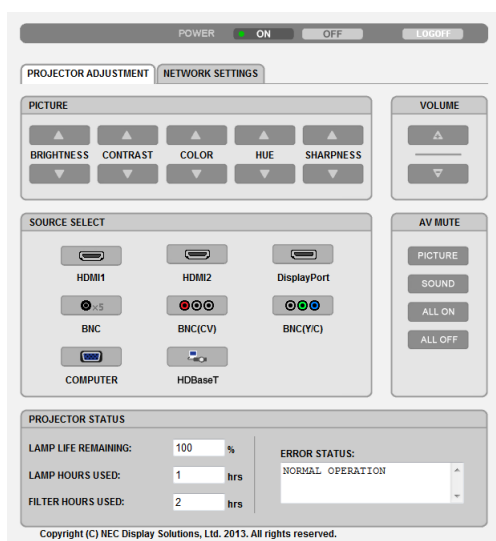 POWER ON OFF LOGOFF
PROJECTOR ADJUSTMENT NETWORK SETTINGS
PICTURE
BRIGHTNESS CONTRAST COLOR HUE SHARPNESS
VOLUME
SOURCE SELECT
HDMI1 HDMI2 DisplayPort
×5
BNC BNC(CV) BNC(Y/C)
COMPUTER HDBaseT
AV MUTE
PICTURE
SOUND
ALL ON
ALL OFF
PROJECTOR STATUS
LAMP LIFE REMAINING: 100 %
LAMP HOURS USED: 1 hrs
FILTER HOURS USED: 2 hrs
ERROR STATUS:
NORMAL OPERATION
Copyright (C) NEC Display Solutions, Ltd. 2013. All rights reserved.